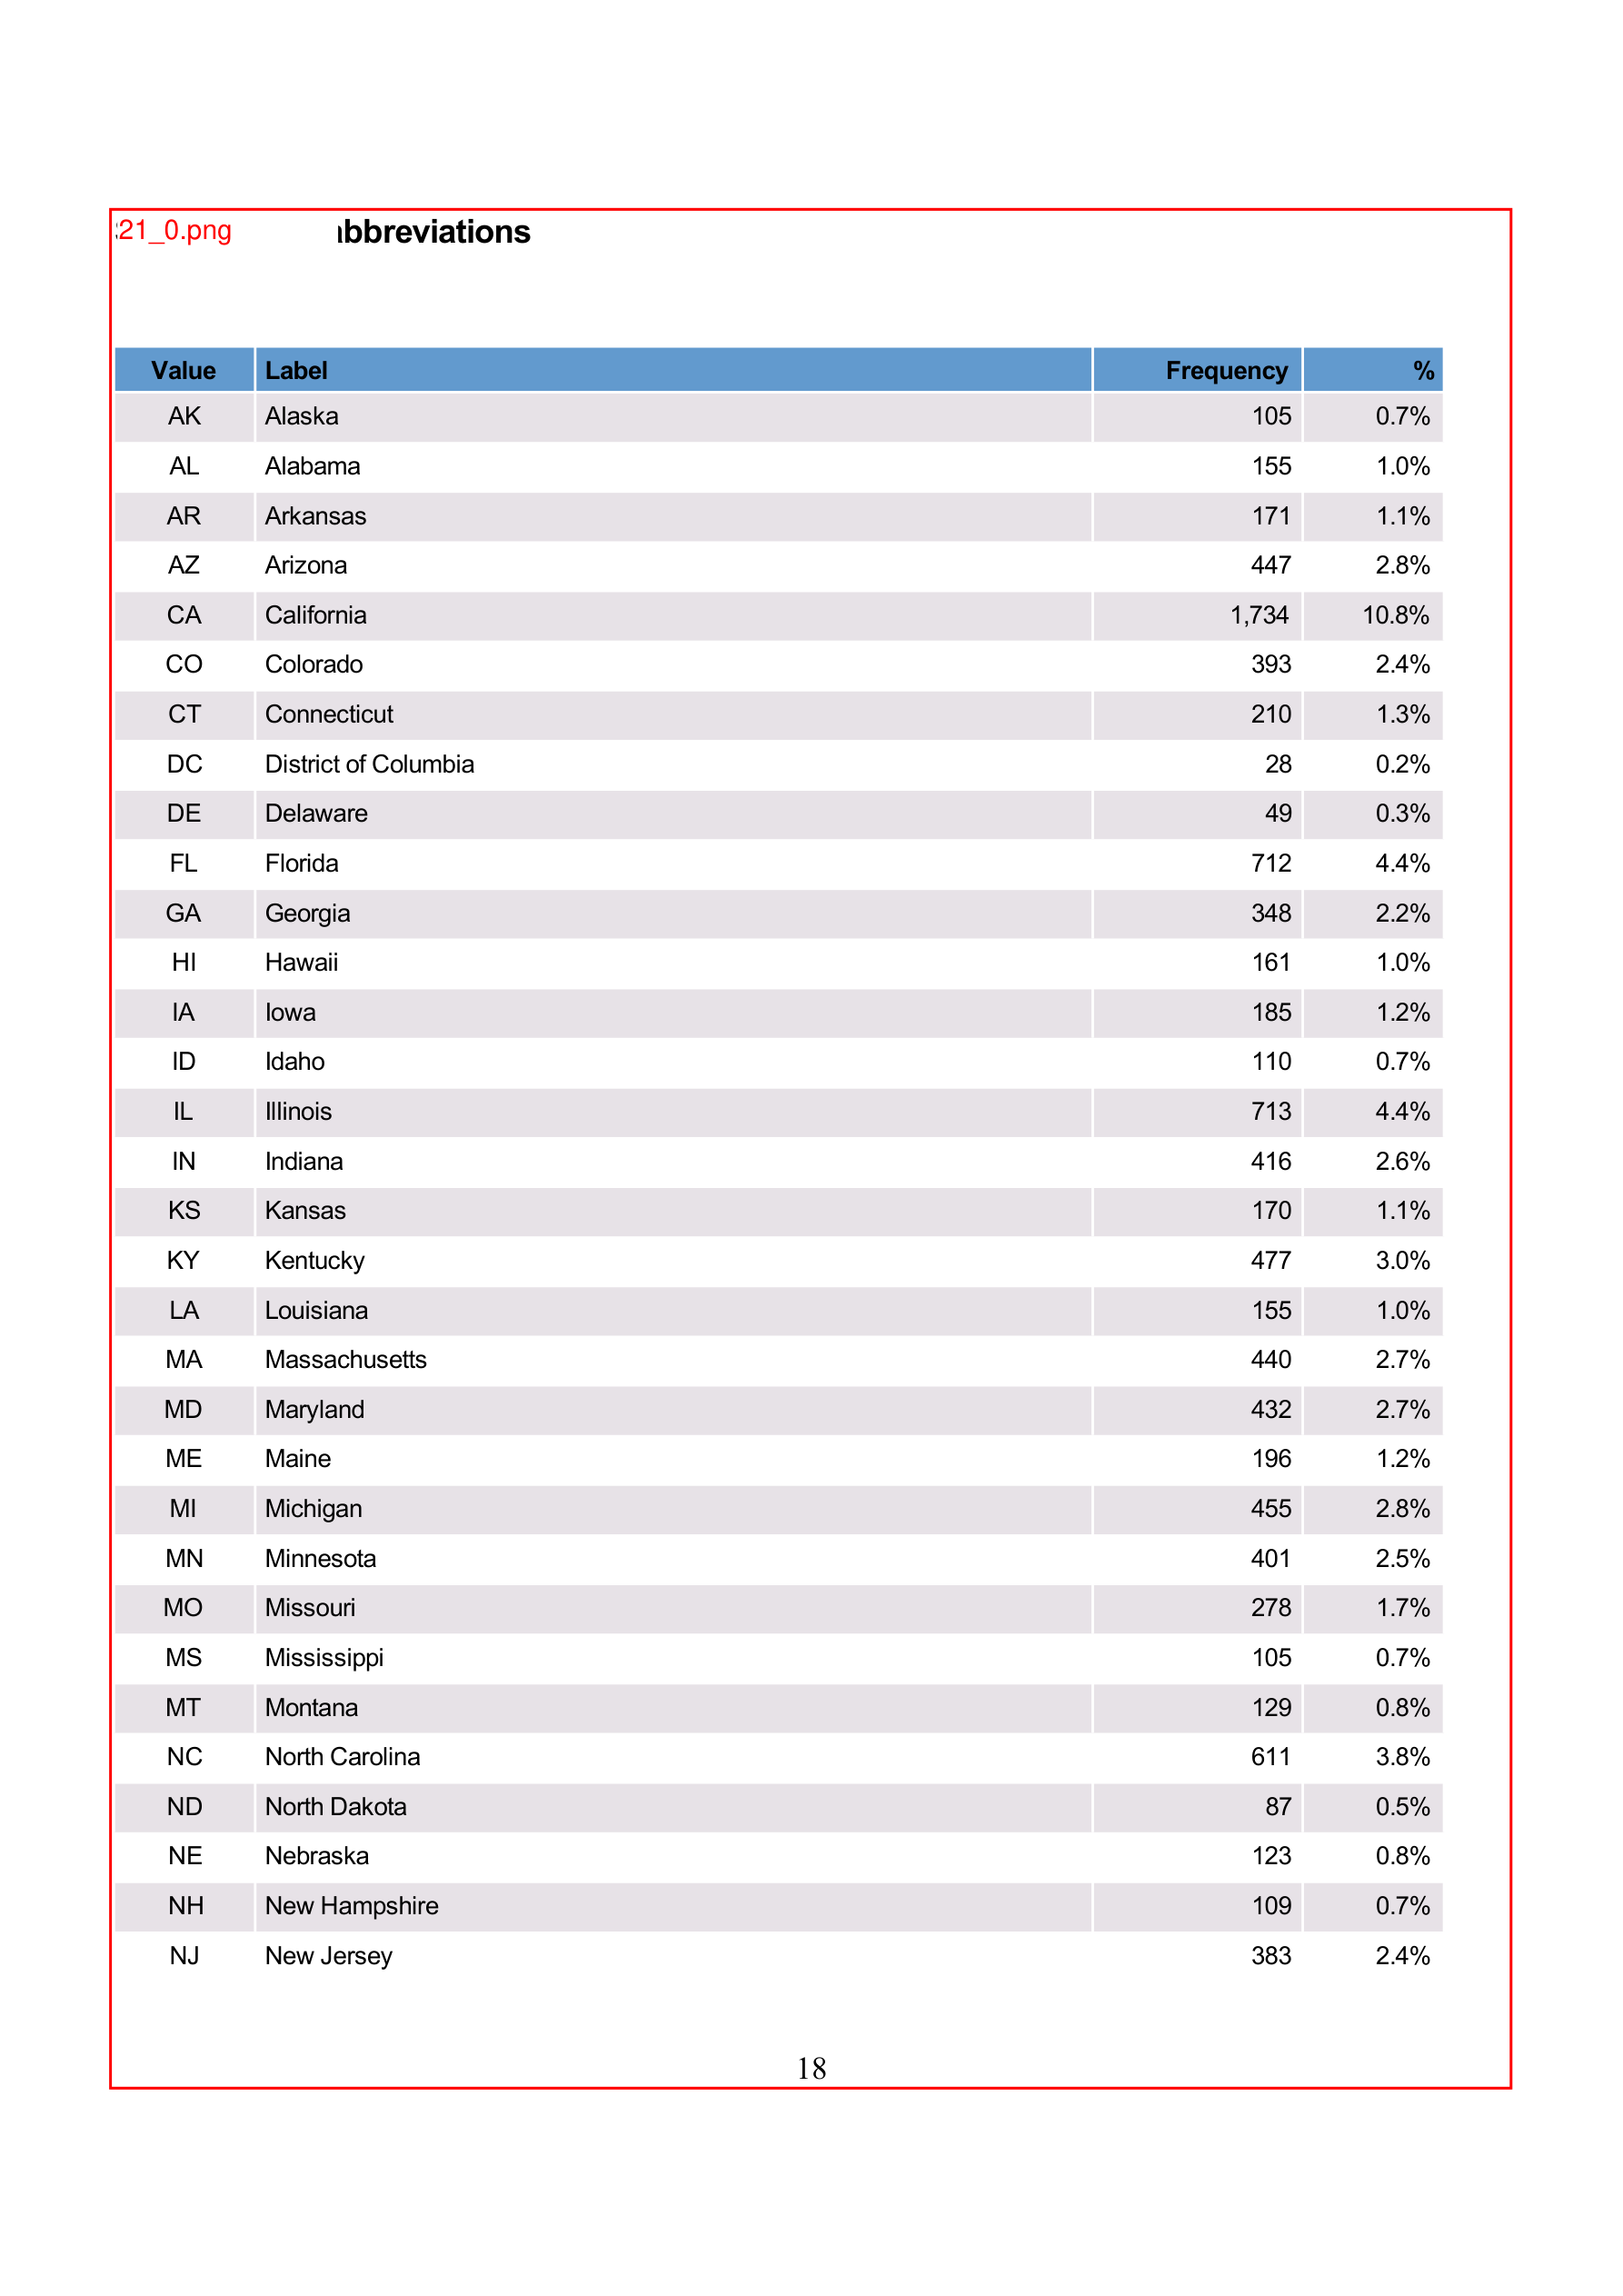 21_0.png
abbreviations
Value Label Frequency %
AK Alaska 105 0.7%
AL Alabama 155 1.0%
AR Arkansas 171 1.1%
AZ Arizona 447 2.8%
CA California 1,734 10.8%
CO Colorado 393 2.4%
CT Connecticut 210 1.3%
DC District of Columbia 28 0.2%
DE Delaware 49 0.3%
FL Florida 712 4.4%
GA Georgia 348 2.2%
HI Hawaii 161 1.0%
IA Iowa 185 1.2%
ID Idaho 110 0.7%
IL Illinois 713 4.4%
IN Indiana 416 2.6%
KS Kansas 170 1.1%
KY Kentucky 477 3.0%
LA Louisiana 155 1.0%
MA Massachusetts 440 2.7%
MD Maryland 432 2.7%
ME Maine 196 1.2%
MI Michigan 455 2.8%
MN Minnesota 401 2.5%
MO Missouri 278 1.7%
MS Mississippi 105 0.7%
MT Montana 129 0.8%
NC North Carolina 611 3.8%
ND North Dakota 87 0.5%
NE Nebraska 123 0.8%
NH New Hampshire 109 0.7%
NJ New Jersey 383 2.4%
18